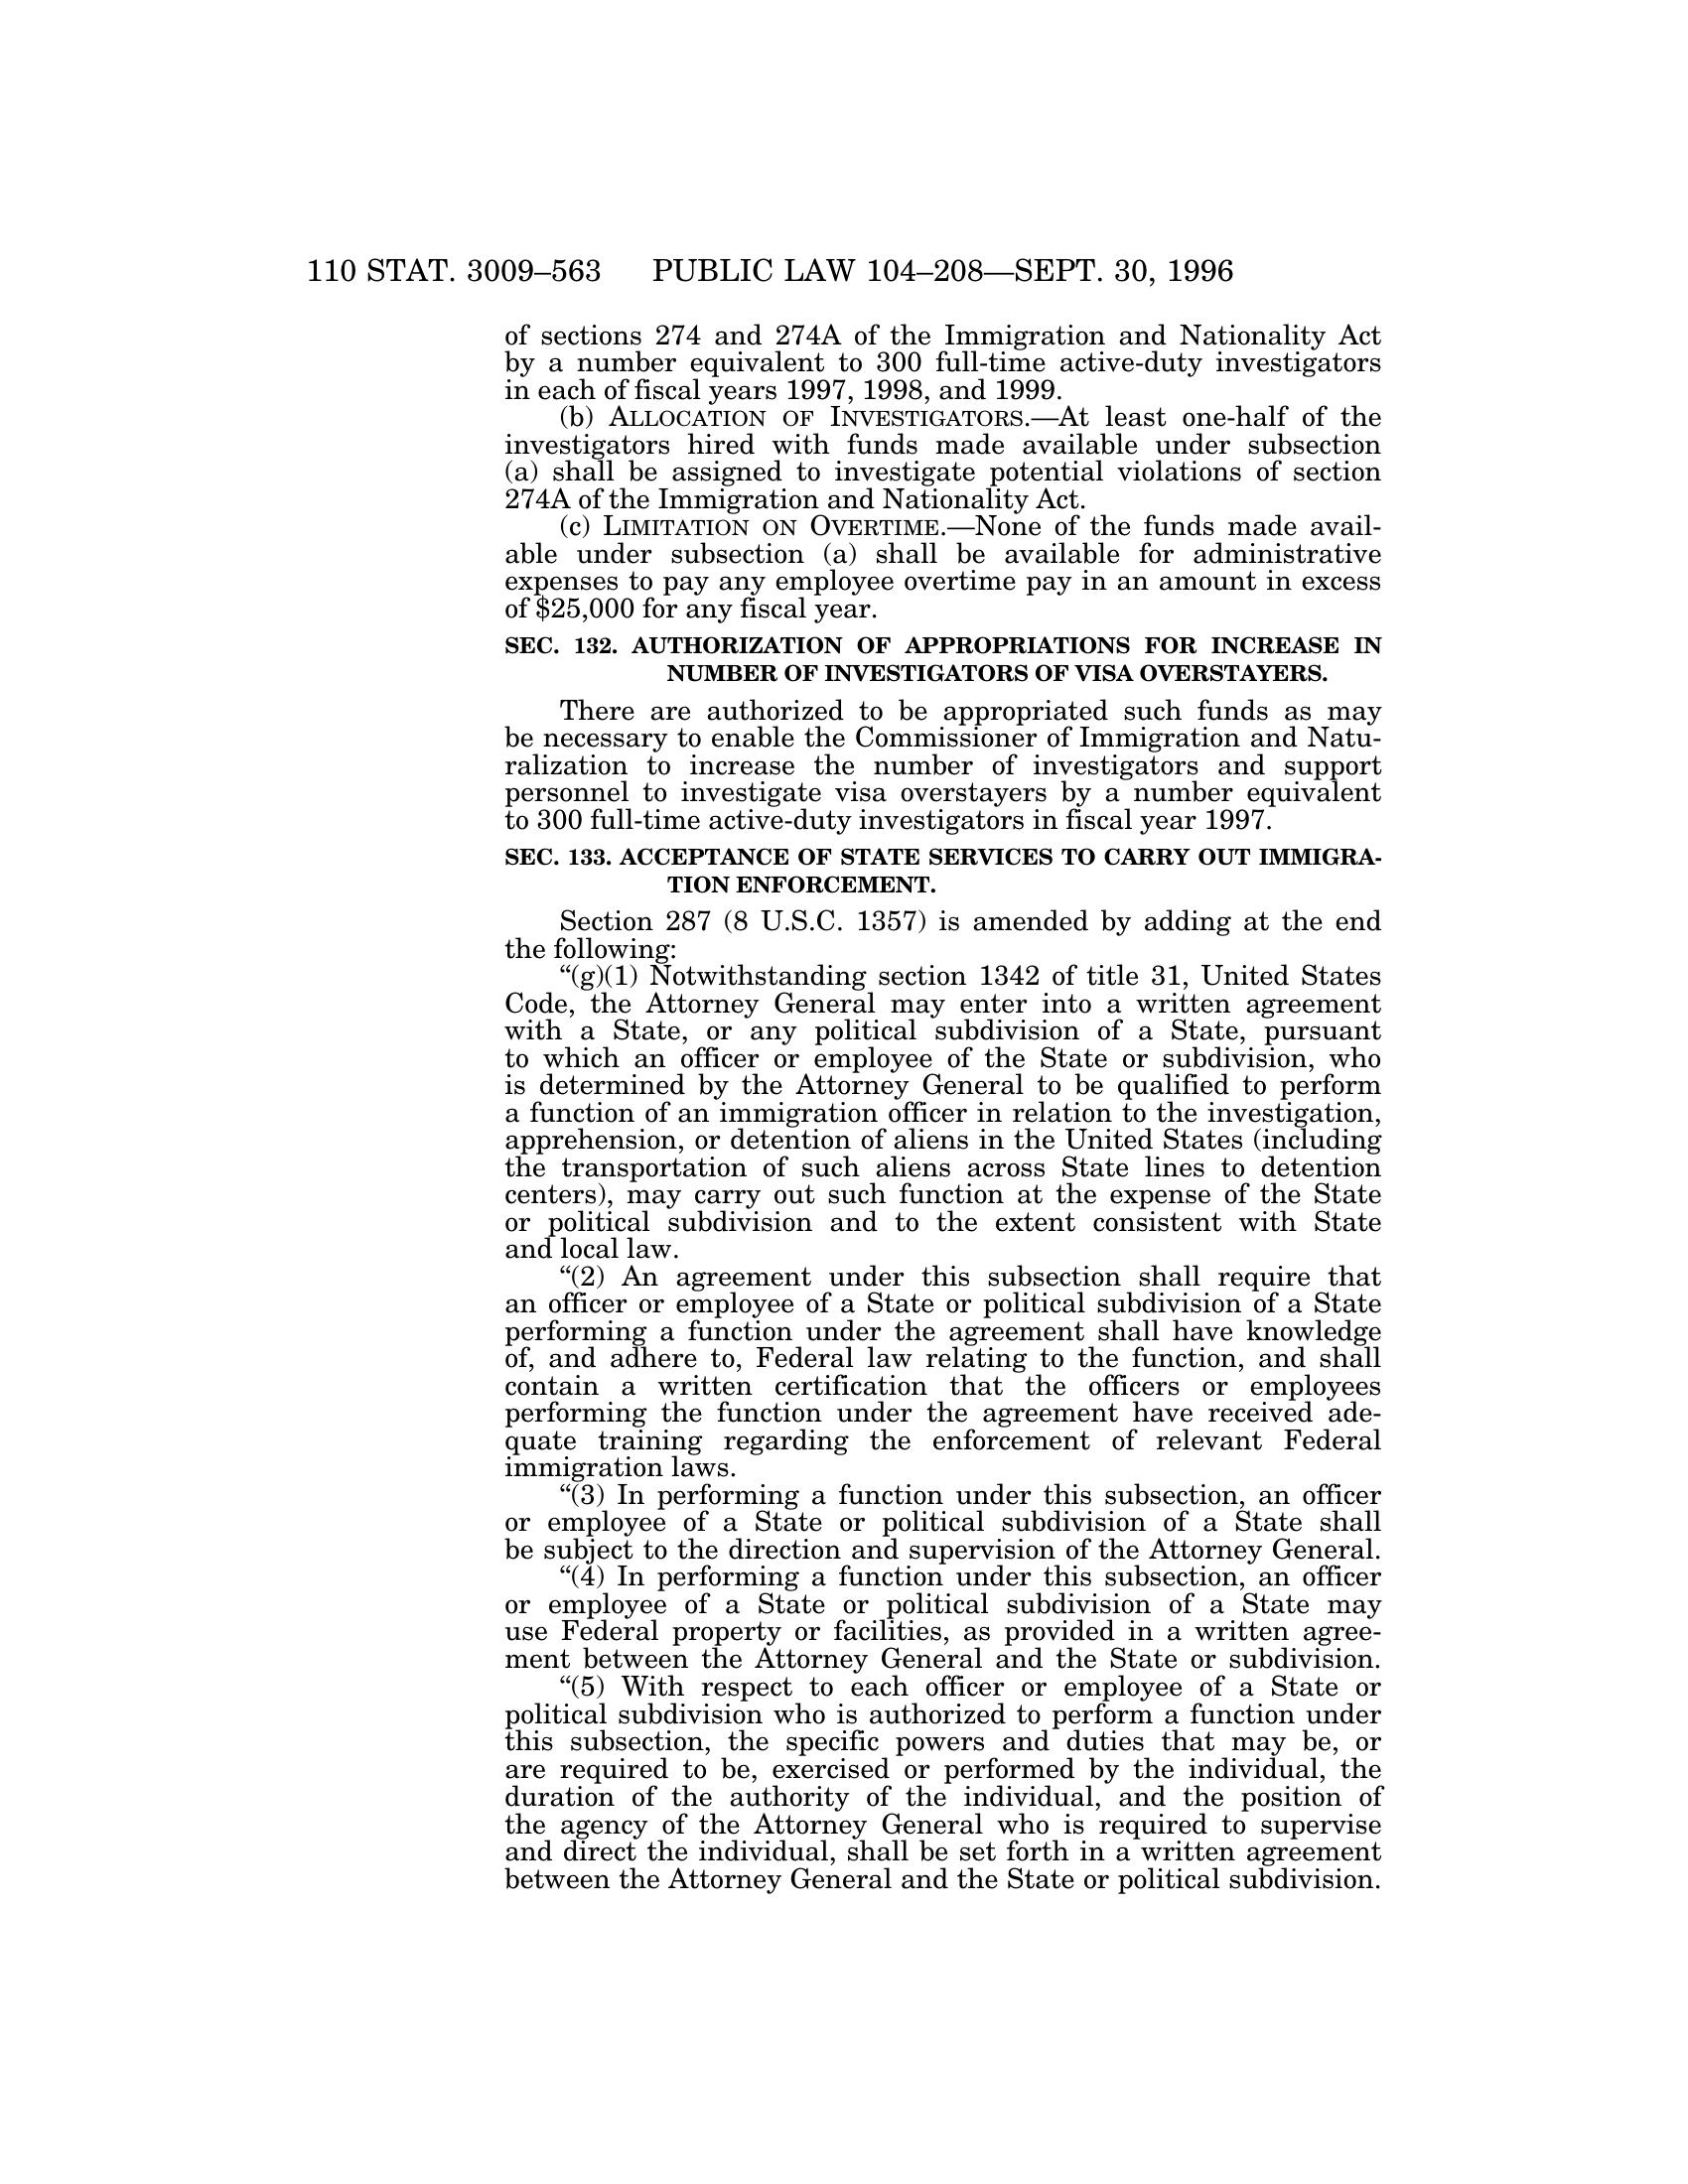 110 STAT. 3009–563 PUBLIC LAW 104–208—SEPT. 30, 1996
of sections 274 and 274A of the Immigration and Nationality Act
by a number equivalent to 300 full-time active-duty investigators
in each of fiscal years 1997, 1998, and 1999.
(b) ALLOCATION OF INVESTIGATORS.—At least one-half of the
investigators hired with funds made available under subsection
(a) shall be assigned to investigate potential violations of section
274A of the Immigration and Nationality Act.
(c) LIMITATION ON OVERTIME.—None of the funds made avail-
able under subsection (a) shall be available for administrative
expenses to pay any employee overtime pay in an amount in excess
of $25,000 for any fiscal year.
SEC. 132. AUTHORIZATION OF APPROPRIATIONS FOR INCREASE IN
NUMBER OF INVESTIGATORS OF VISA OVERSTAYERS.
There are authorized to be appropriated such funds as may
be necessary to enable the Commissioner of Immigration and Natu-
ralization to increase the number of investigators and support
personnel to investigate visa overstayers by a number equivalent
to 300 full-time active-duty investigators in fiscal year 1997.
SEC. 133. ACCEPTANCE OF STATE SERVICES TO CARRY OUT IMMIGRA-
TION ENFORCEMENT.
Section 287 (8 U.S.C. 1357) is amended by adding at the end
the following:
“(g)(1) Notwithstanding section 1342 of title 31, United States
Code, the Attorney General may enter into a written agreement
with a State, or any political subdivision of a State, pursuant
to which an officer or employee of the State or subdivision, who
is determined by the Attorney General to be qualified to perform
a function of an immigration officer in relation to the investigation,
apprehension, or detention of aliens in the United States (including
the transportation of such aliens across State lines to detention
centers), may carry out such function at the expense of the State
or political subdivision and to the extent consistent with State
and local law.
“(2) An agreement under this subsection shall require that
an officer or employee of a State or political subdivision of a State
performing a function under the agreement shall have knowledge
of, and adhere to, Federal law relating to the function, and shall
contain a written certification that the officers or employees
performing the function under the agreement have received ade-
quate training regarding the enforcement of relevant Federal
immigration laws.
“(3) In performing a function under this subsection, an officer
or employee of a State or political subdivision of a State shall
be subject to the direction and supervision of the Attorney General.
“(4) In performing a function under this subsection, an officer
or employee of a State or political subdivision of a State may
use Federal property or facilities, as provided in a written agree-
ment between the Attorney General and the State or subdivision.
“(5) With respect to each officer or employee of a State or
political subdivision who is authorized to perform a function under
this subsection, the specific powers and duties that may be, or
are required to be, exercised or performed by the individual, the
duration of the authority of the individual, and the position of
the agency of the Attorney General who is required to supervise
and direct the individual, shall be set forth in a written agreement
between the Attorney General and the State or political subdivision.